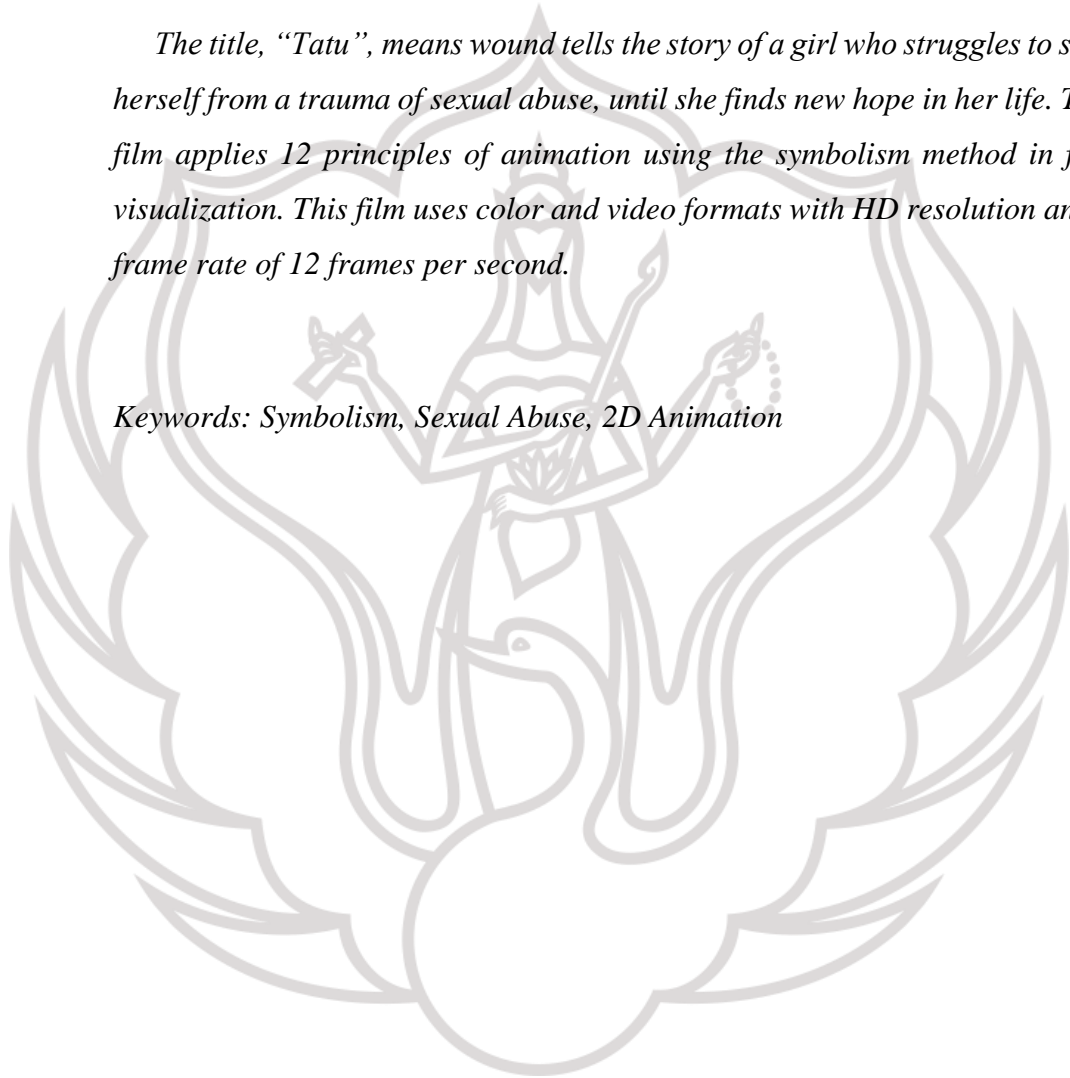 The title, “Tatu”, means wound tells the story of a girl who struggles to
herself from a trauma of sexual abuse, until she finds new hope in her life.
film applies 12 principles of animation using the symbolism method in
visualization. This film uses color and video formats with HD resolution
frame rate of 12 frames per second.
Keywords: Symbolism, Sexual Abuse, 2D Animation